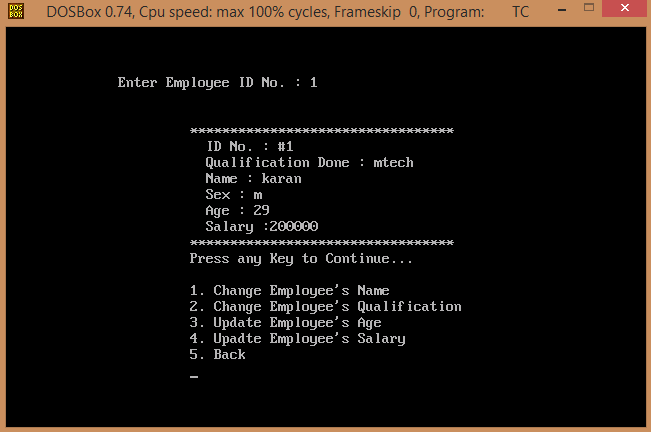 DOS BOX DOSBox 0.74, Cpu speed: max 100% cycles, Frameskip 0, Program: TC
Enter Employee ID No. : 1
*********************************
ID No. : #1
Qualification Done : mtech
Name : karan
Sex : m
Age : 29
Salary :200000
*********************************
Press any Key to Continue...
1. Change Employee's Name
2. Change Employee's Qualification
3. Update Employee's Age
4. Upadte Employee's Salary
5. Back
_